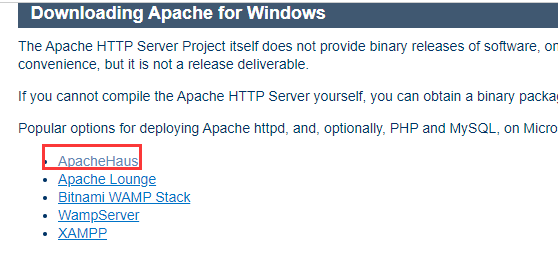 Downloading Apache for Windows
The Apache HTTP Server Project itself does not provide binary releases of software, on
convenience, but it is not a release deliverable.
If you cannot compile the Apache HTTP Server yourself, you can obtain a binary packa
Popular options for deploying Apache httpd, and, optionally, PHP and MySQL, on Micro
ApacheHaus
Apache Lounge
Bitnami WAMP Stack
WampServer
XAMPP